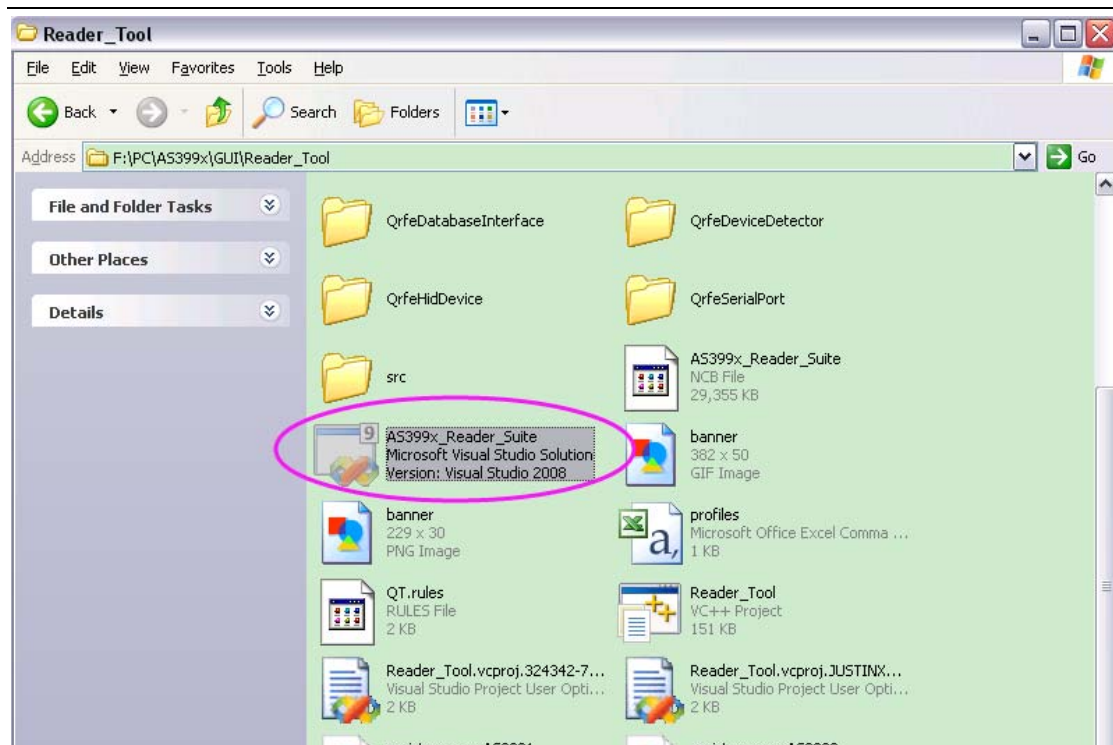 Reader_Tool
File Edit View Favorites Tools Help
Back Search Folders
Address F:\PC\AS399x\GUI\Reader_Tool Go
File and Folder Tasks
Other Places
Details
QrfeDatabaseInterface
QrfeDeviceDetector
QrfeHidDevice
QrfeSerialPort
src
AS399x_Reader_Suite
NCB File
29,355 KB
9
AS399x_Reader_Suite
Microsoft Visual Studio Solution
Version: Visual Studio 2008
banner
382 x 50
GIF Image
banner
229 x 30
PNG Image
a,
profiles
Microsoft Office Excel Comma ...
1 KB
QT.rules
RULES File
2 KB
Reader_Tool
VC++ Project
151 KB
Reader_Tool.vcproj.324342-7...
Visual Studio Project User Opti...
2 KB
Reader_Tool.vcproj.JUSTINX...
Visual Studio Project User Opti...
2 KB